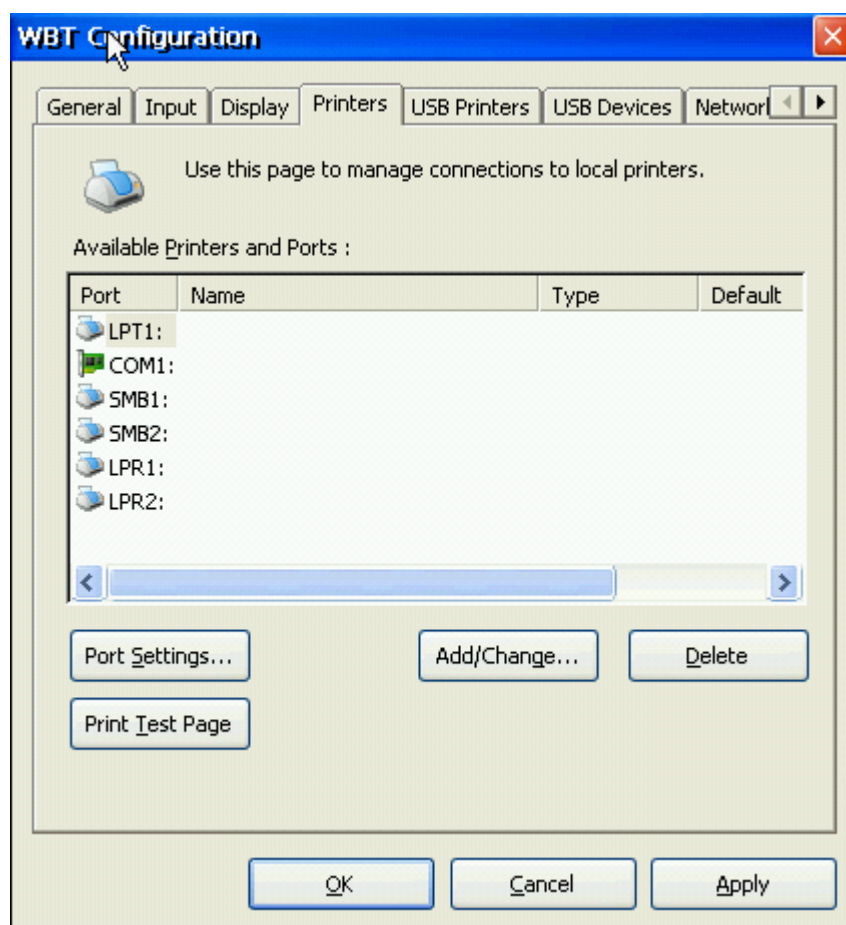 WBT Configuration
General Input Display Printers USB Printers USB Devices Networ
Use this page to manage connections to local printers.
Available Printers and Ports :
Port Name Type Default
LPT1:
COM1:
SMB1:
SMB2:
LPR1:
LPR2:
Port Settings... Add/Change... Delete
Print Test Page
OK Cancel Apply